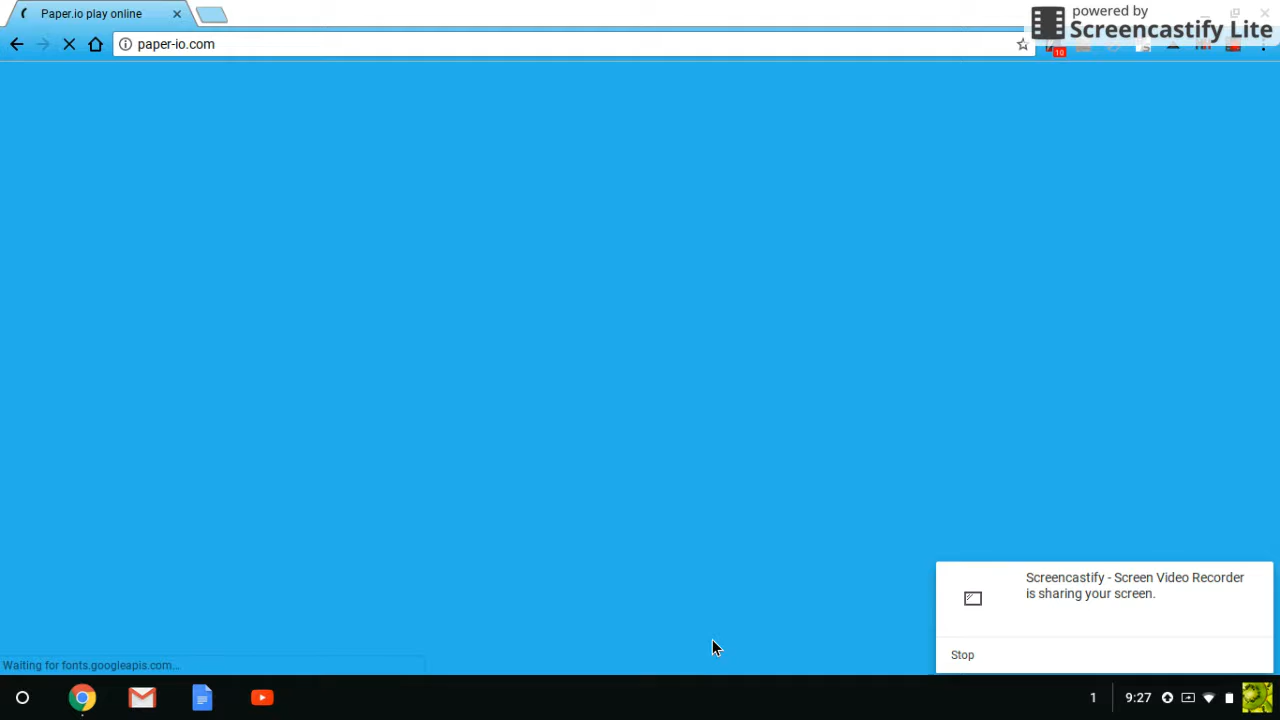 Paper.io play online
powered by
Screencastify Lite
paper-io.com
10
Screencastify - Screen Video Recorder
is sharing your screen.
Stop
Waiting for fonts.googleapis.com...
1
9:27